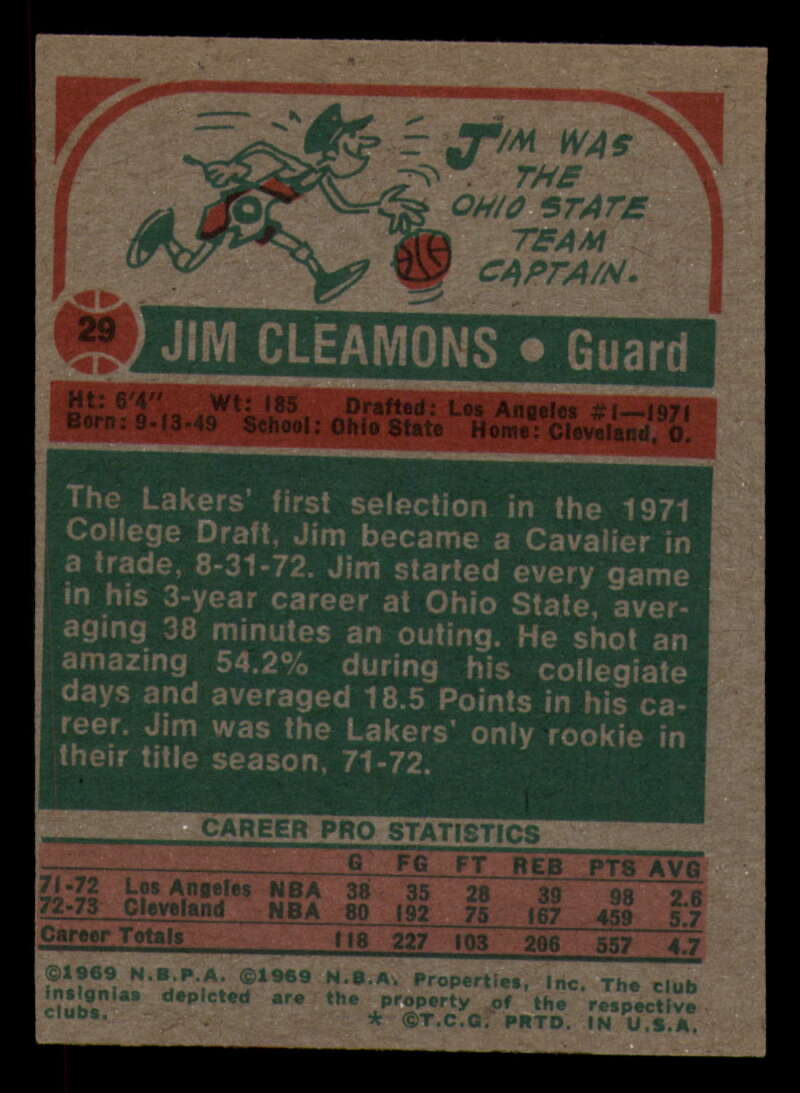 JIM WAS
THE
OHIO STATE
TEAM
CAPTAIN.
29 JIM CLEAMONS • Guard
Ht: 6'4" Wt: 185 Drafted: Los Angeles #1—1971
Born: 9-13-49 School: Ohio State Home: Cleveland, O.
The Lakers' first selection in the 1971
College Draft, Jim became a Cavalier in
a trade, 8-31-72. Jim started every game
in his 3-year career at Ohio State, aver-
aging 38 minutes an outing. He shot an
amazing 54.2% during his collegiate
days and averaged 18.5 Points in his ca-
reer. Jim was the Lakers' only rookie in
their title season, 71-72.
CAREER PRO STATISTICS
G FG FT REB PTS AVG
71-72 Los Angeles NBA 38 35 28 39 98 2.6
72-73 Cleveland NBA 80 192 75 167 459 5.7
Career Totals 118 227 103 206 557 4.7
©1969 N.B.P.A. ©1969 N.B.A. Properties, Inc. The club
insignias depicted are the property of the respective
clubs. * ©T.C.G. PRTD. IN U.S.A.